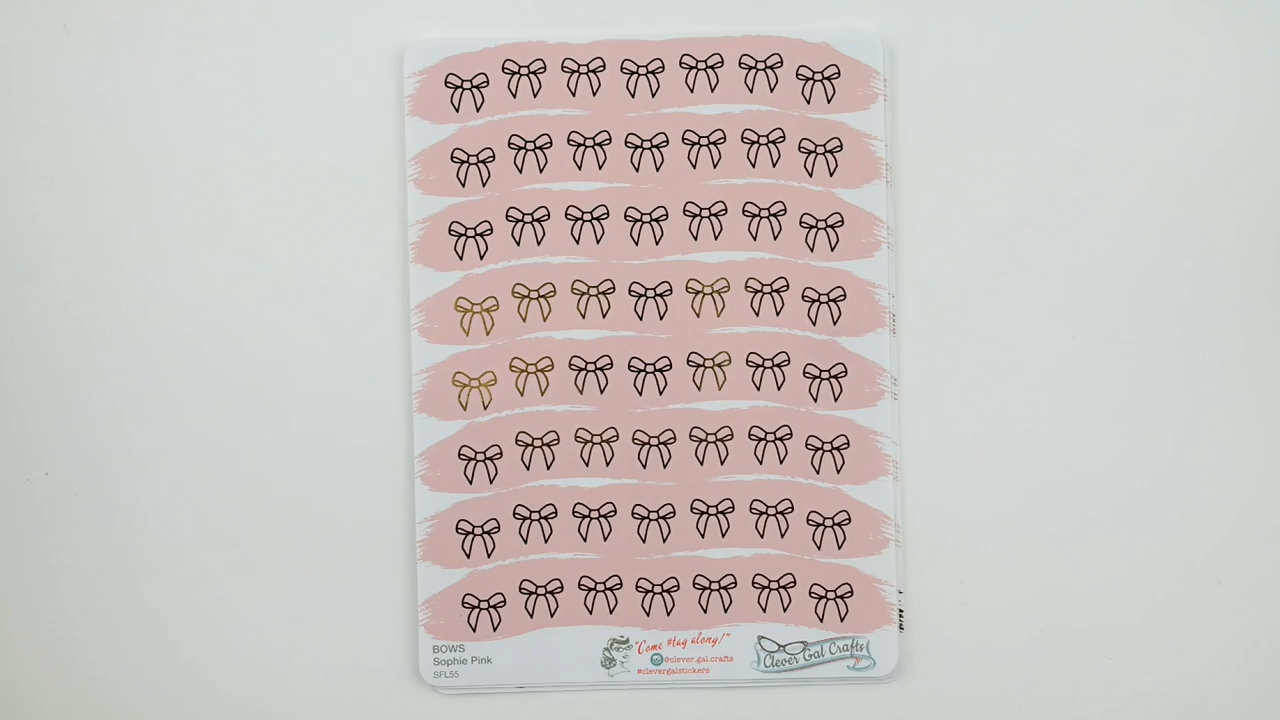 BOWS
Sophie Pink
SFL55
"Come #tag along!"
@clever.gal.crafts
#clevergalstickers
Clever Gal Crafts